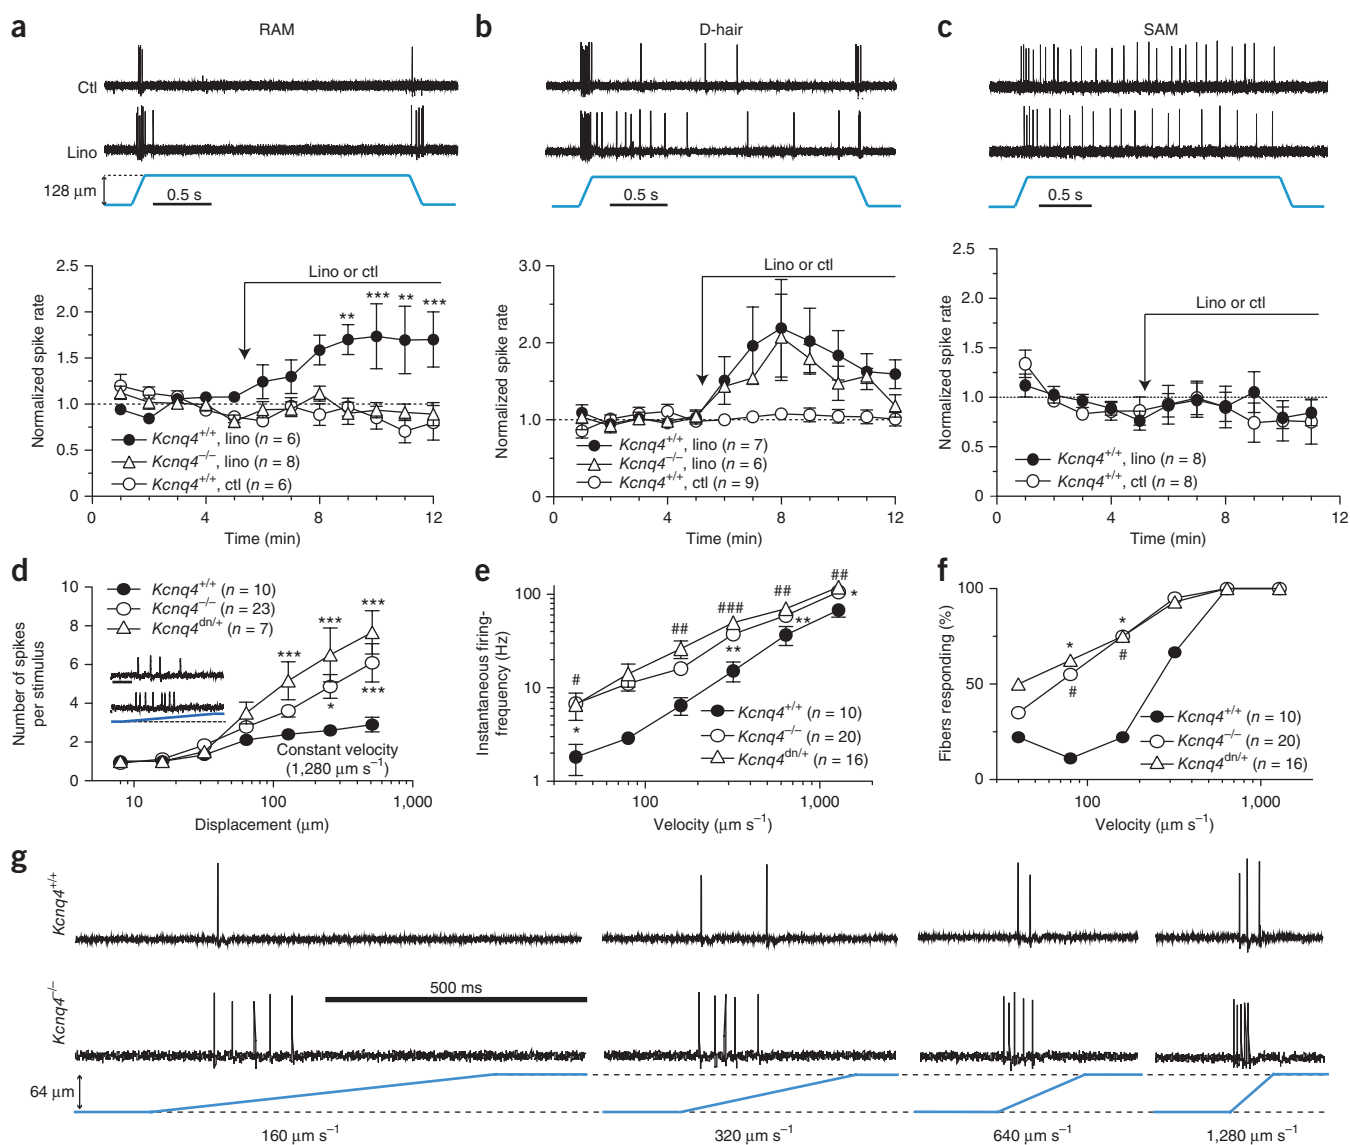 a
RAM
Ctl
Lino
128 μm
0.5 s
Normalized spike rate
2.5
2.0
1.5
1.0
0.5
0
Lino or ctl
** *** ** ***
Kcnq4+/+, lino (n = 6)
Kcnq4−/−, lino (n = 8)
Kcnq4+/+, ctl (n = 6)
0 4 8 12
Time (min)
b
D-hair
0.5 s
Normalized spike rate
3.0
2.0
1.0
0
Lino or ctl
Kcnq4+/+, lino (n = 7)
Kcnq4−/−, lino (n = 6)
Kcnq4+/+, ctl (n = 9)
0 4 8 12
Time (min)
c
SAM
0.5 s
Normalized spike rate
2.5
2.0
1.5
1.0
0.5
0
Lino or ctl
Kcnq4+/+, lino (n = 8)
Kcnq4+/+, ctl (n = 8)
0 4 8 12
Time (min)
d
Number of spikes
per stimulus
10
8
6
4
2
0
Kcnq4+/+ (n = 10)
Kcnq4−/− (n = 23)
Kcnq4dn/+ (n = 7)
*** *** ***
* ***
Constant velocity
(1,280 μm s−1)
10 100 1,000
Displacement (μm)
e
Instantaneous firing-
frequency (Hz)
100
10
1
# ## ### ## ##
* ** ** *
Kcnq4+/+ (n = 10)
Kcnq4−/− (n = 20)
Kcnq4dn/+ (n = 16)
100 1,000
Velocity (μm s−1)
f
Fibers responding (%)
100
50
0
* *
# #
Kcnq4+/+ (n = 10)
Kcnq4−/− (n = 20)
Kcnq4dn/+ (n = 16)
100 1,000
Velocity (μm s−1)
g
Kcnq4+/+
Kcnq4−/−
500 ms
64 μm
160 μm s−1
320 μm s−1
640 μm s−1
1,280 μm s−1